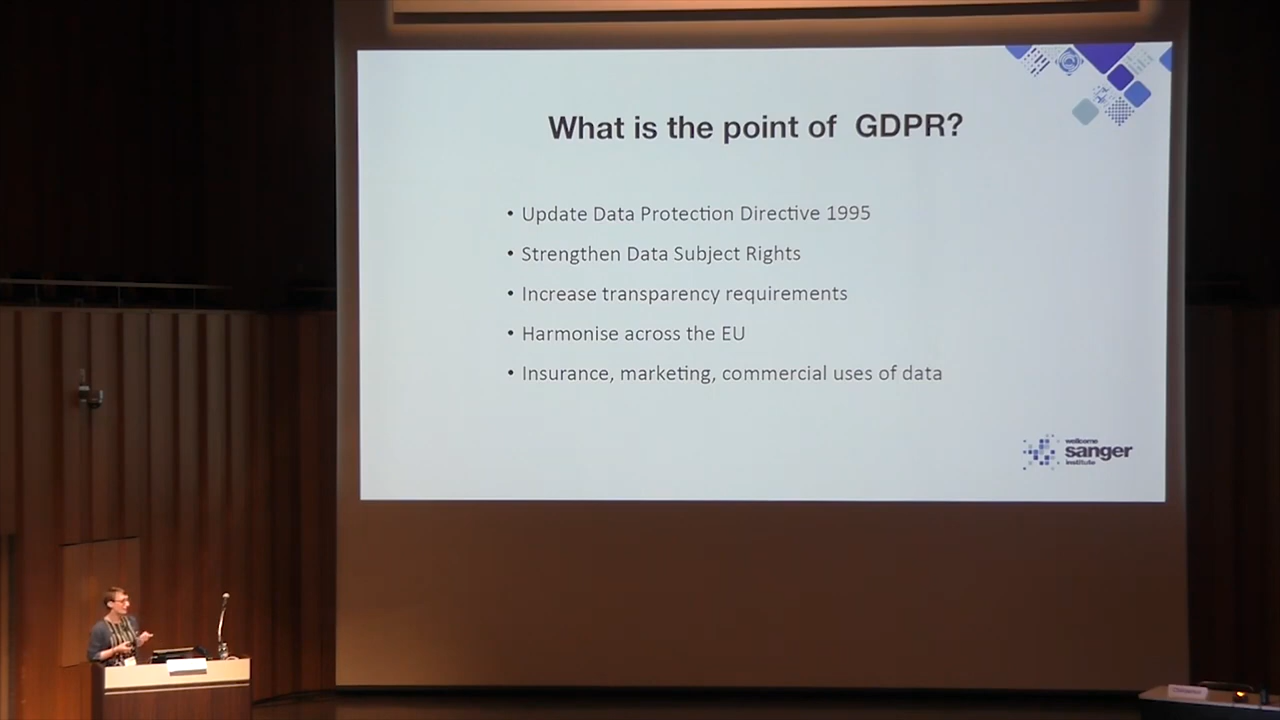 What is the point of  GDPR?
• Update Data Protection Directive 1995
• Strengthen Data Subject Rights
• Increase transparency requirements
• Harmonise across the EU
• Insurance, marketing, commercial uses of data
wellcome
sanger
institute